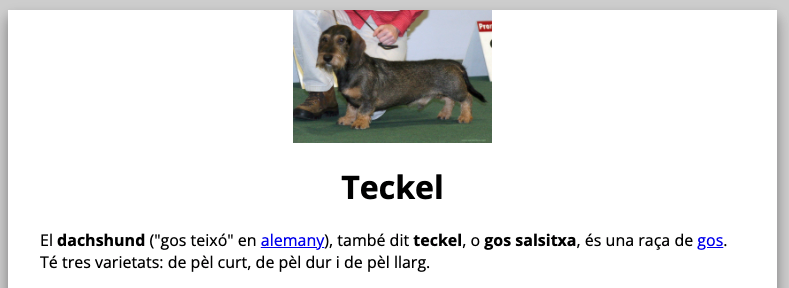 Teckel
El dachshund ("gos teixó" en alemany), també dit teckel, o gos salsitxa, és una raça de gos.
Té tres varietats: de pèl curt, de pèl dur i de pèl llarg.